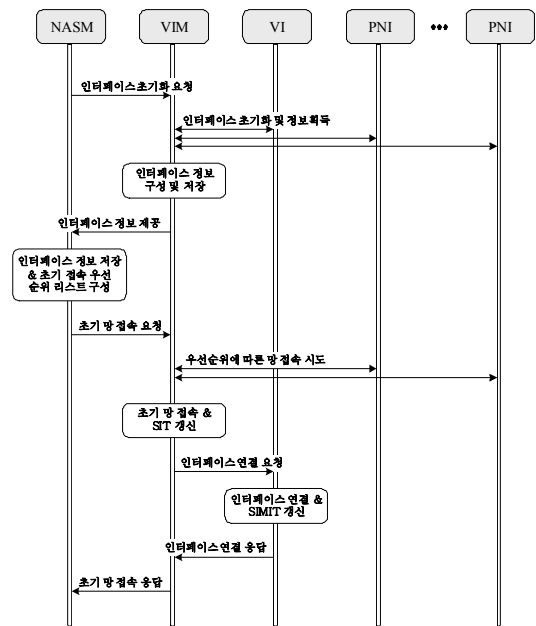 NASM VIM VI PNI ••• PNI
인터페이스 초기화 요청
인터페이스 초기화 및 정보획득
인터페이스 정보
구성 및 저장
인터페이스 정보 제공
인터페이스 정보 저장
& 초기 접속 우선
순위 리스트 구성
초기 망 접속 요청
우선순위에 따른 망 접속 시도
초기 망 접속 &
SIT 갱신
인터페이스 연결 요청
인터페이스 연결 &
SIMIT 갱신
인터페이스 연결 응답
초기 망 접속 응답